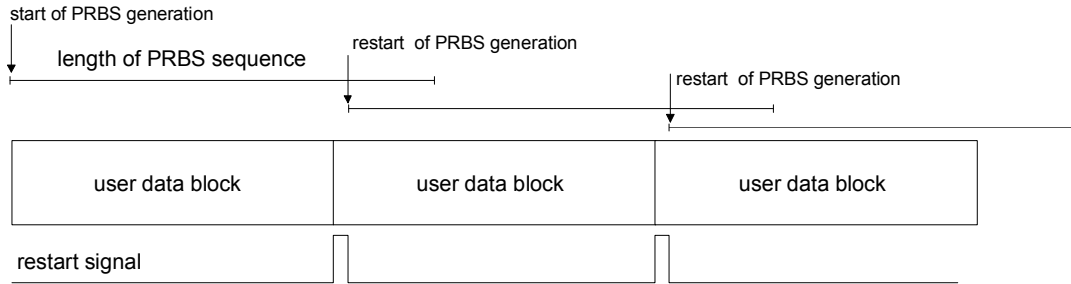 start of PRBS generation
restart  of PRBS generation
length of PRBS sequence
restart  of PRBS generation
user data block
user data block
user data block
restart signal